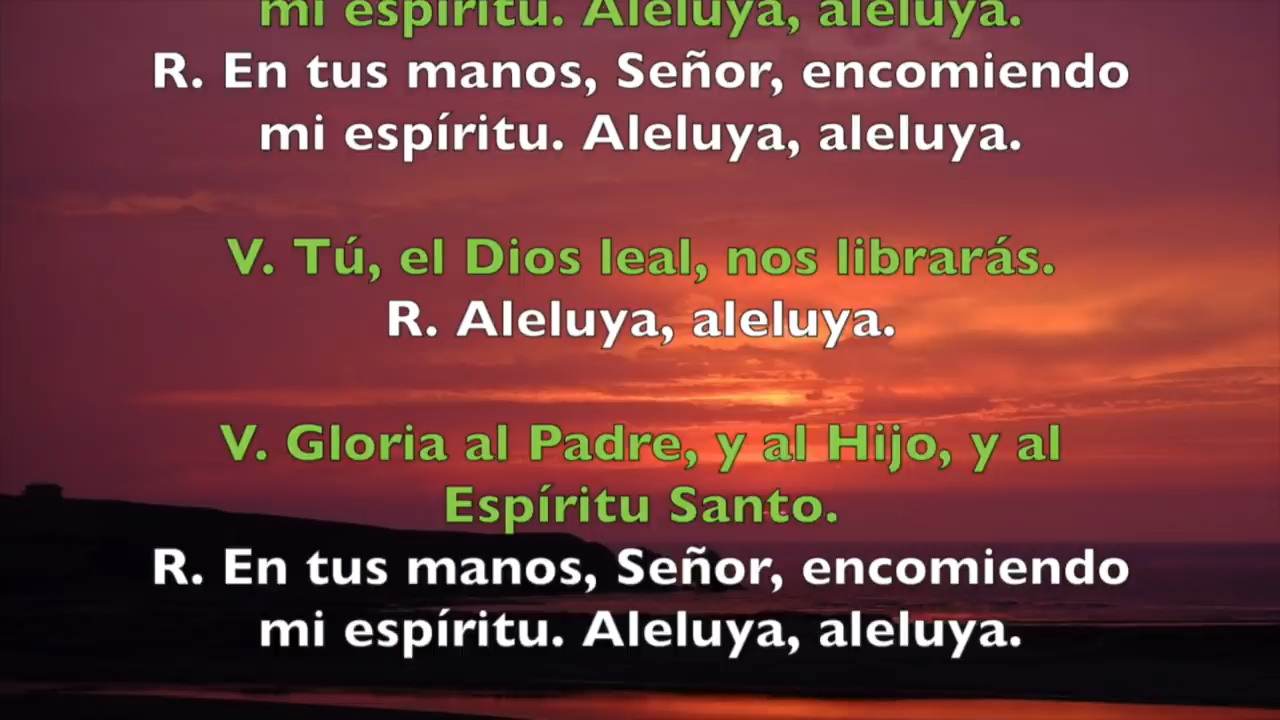 mi espíritu. Aleluya, aleluya.
R. En tus manos, Señor, encomiendo
mi espíritu. Aleluya, aleluya.
V. Tú, el Dios leal, nos librarás.
R. Aleluya, aleluya.
V. Gloria al Padre, y al Hijo, y al
Espíritu Santo.
R. En tus manos, Señor, encomiendo
mi espíritu. Aleluya, aleluya.